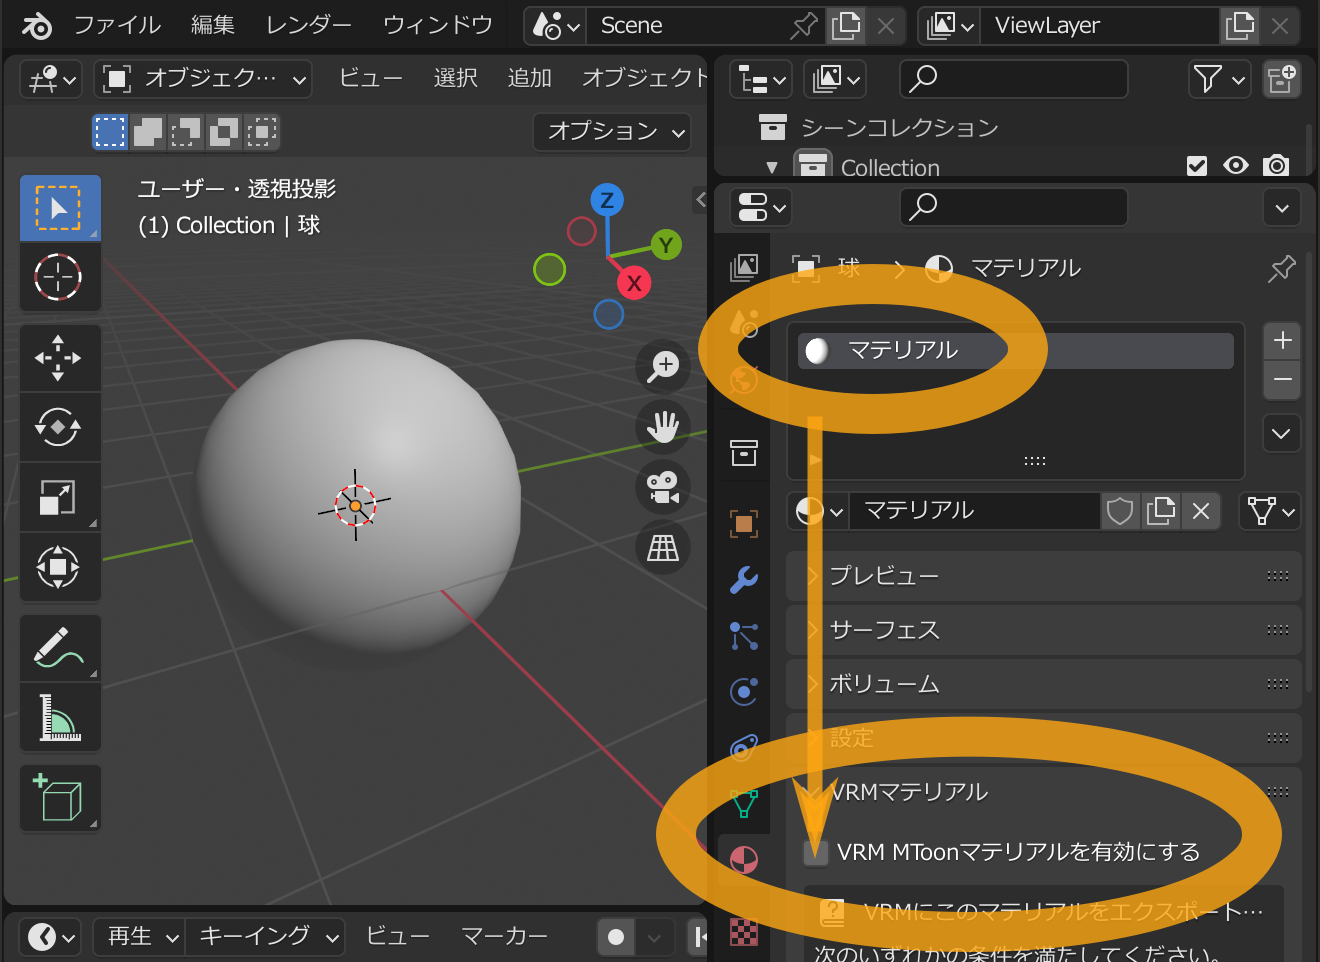 ファイル 編集 レンダー ウィンドウ Scene ViewLayer
オブジェク… ビュー 選択 追加 オブジェクト
オプション
ユーザー・透視投影
(1) Collection | 球
Z
Y
X
シーンコレクション
Collection
球 マテリアル
マテリアル
マテリアル
プレビュー
サーフェス
ボリューム
設定
VRMマテリアル
VRM MToonマテリアルを有効にする
VRMにこのマテリアルをエクスポート…
次のいずれかの条件を満たしてください。
再生 キーイング ビュー マーカー